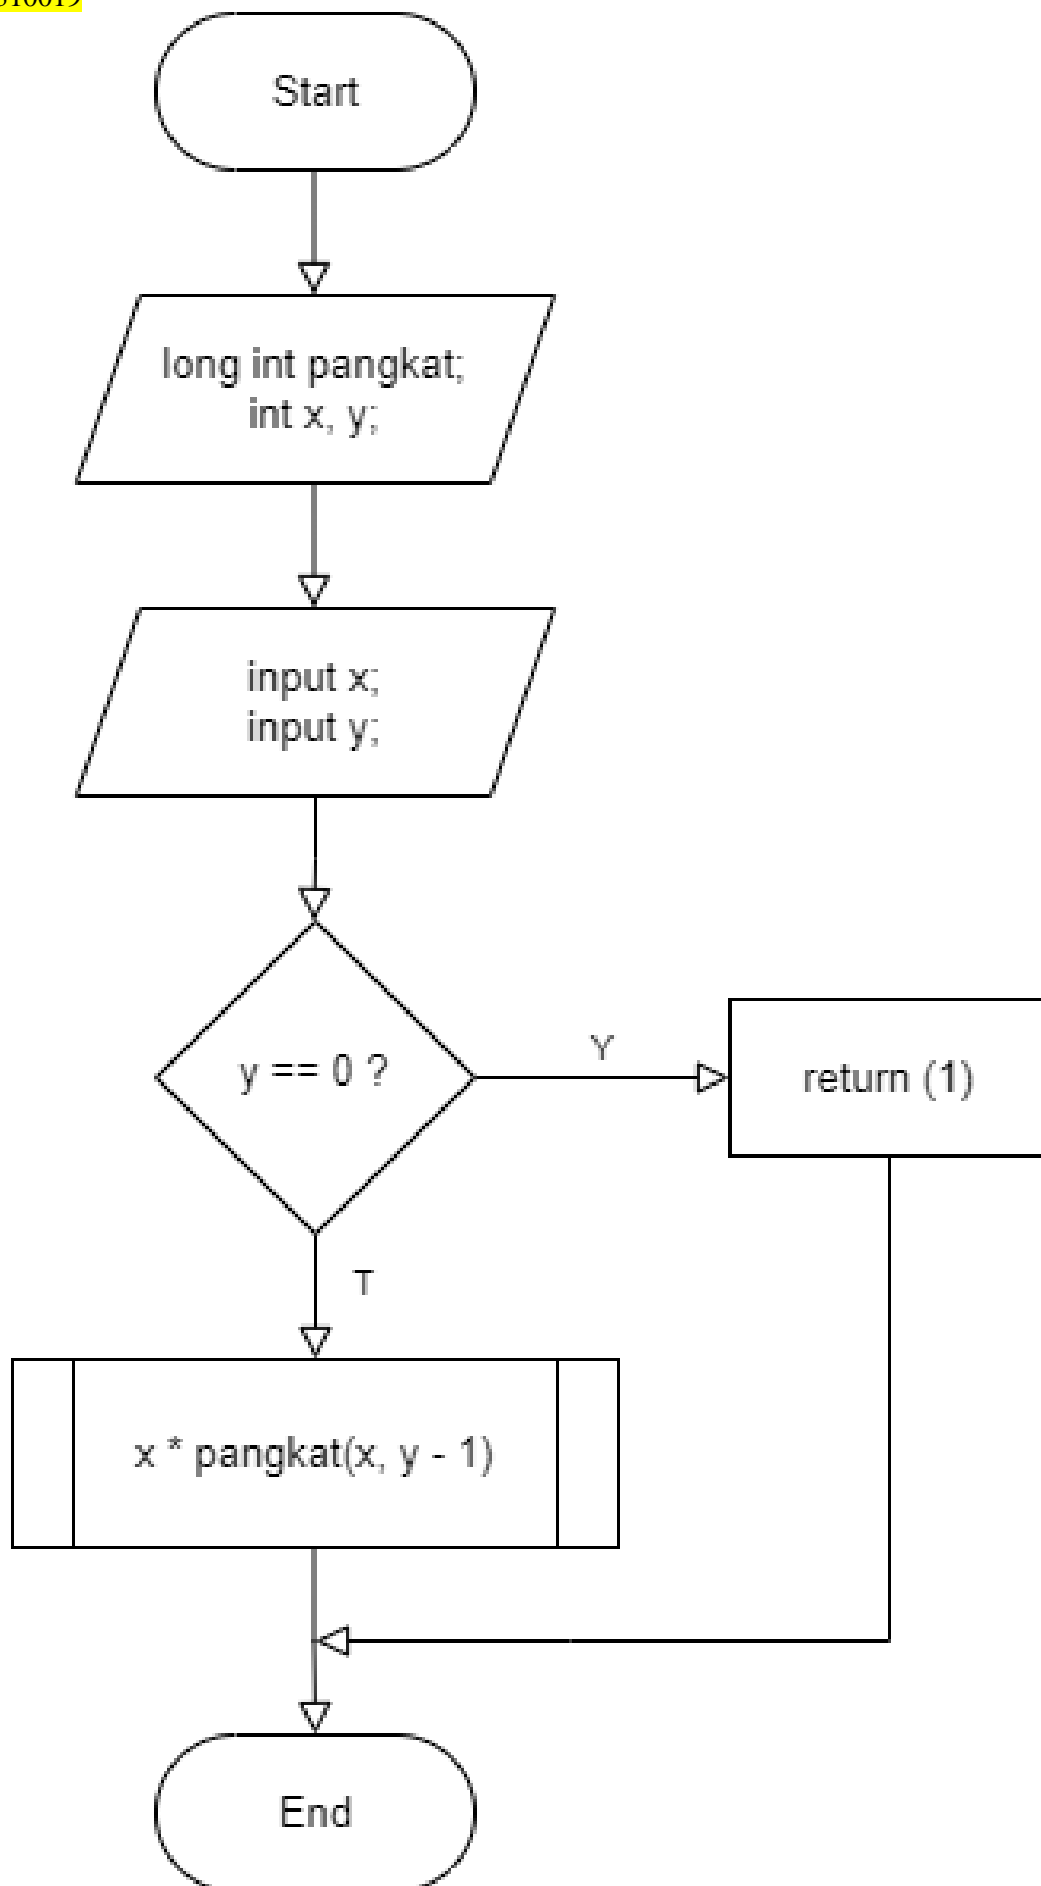 Start
long int pangkat;
int x, y;
input x;
input y;
y == 0 ?
Y
return (1)
T
x * pangkat(x, y - 1)
End